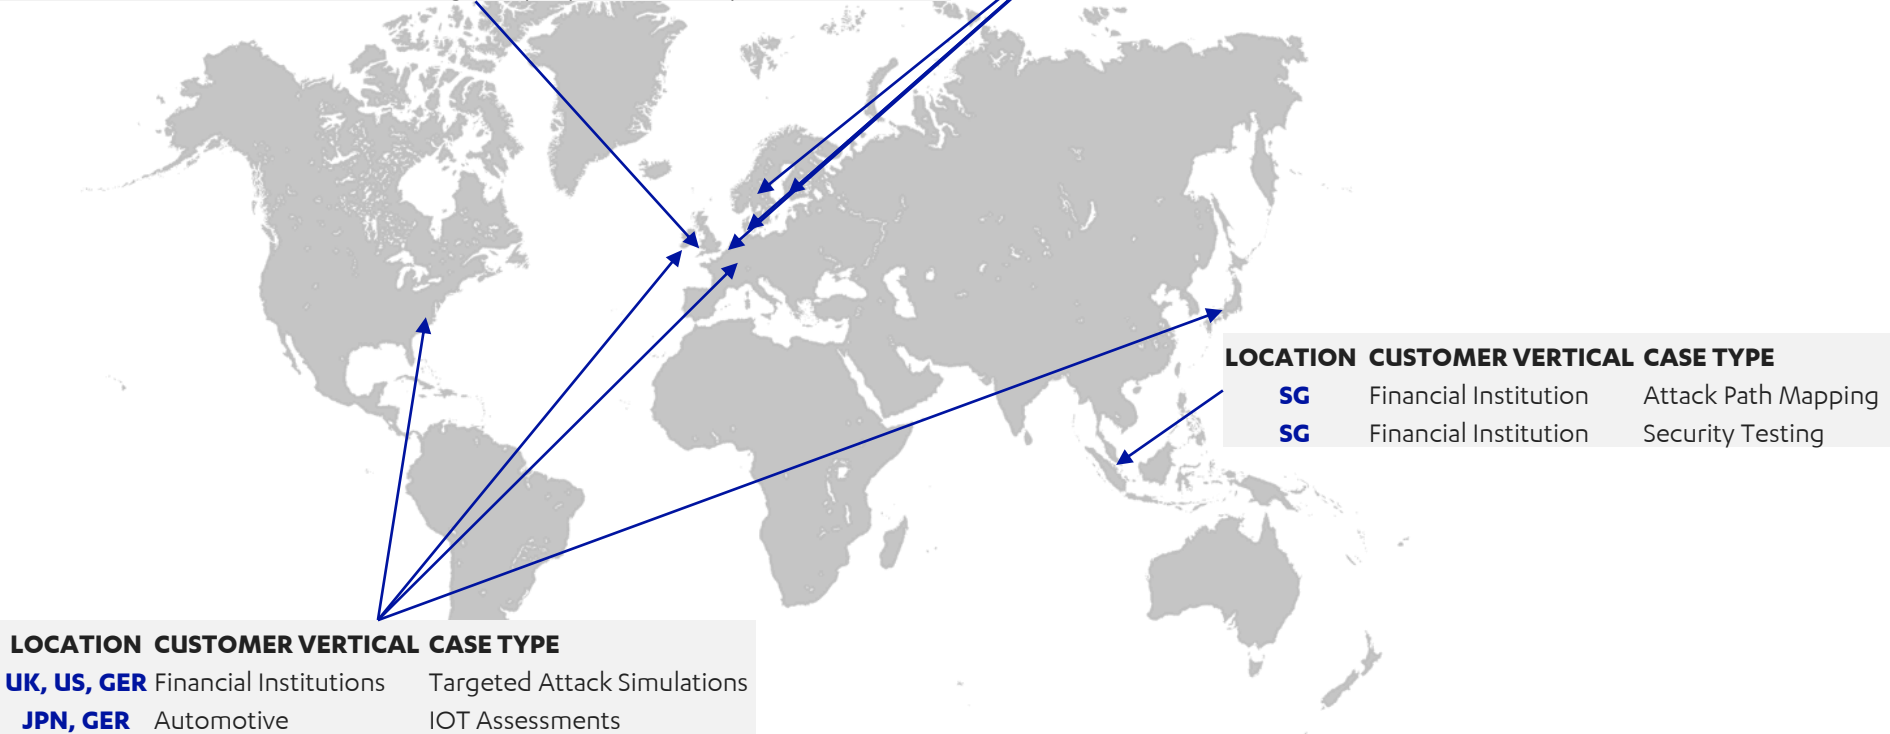 LOCATION CUSTOMER VERTICAL CASE TYPE
SG Financial Institution Attack Path Mapping
SG Financial Institution Security Testing
LOCATION CUSTOMER VERTICAL CASE TYPE
UK, US, GER Financial Institutions Targeted Attack Simulations
JPN, GER Automotive IOT Assessments